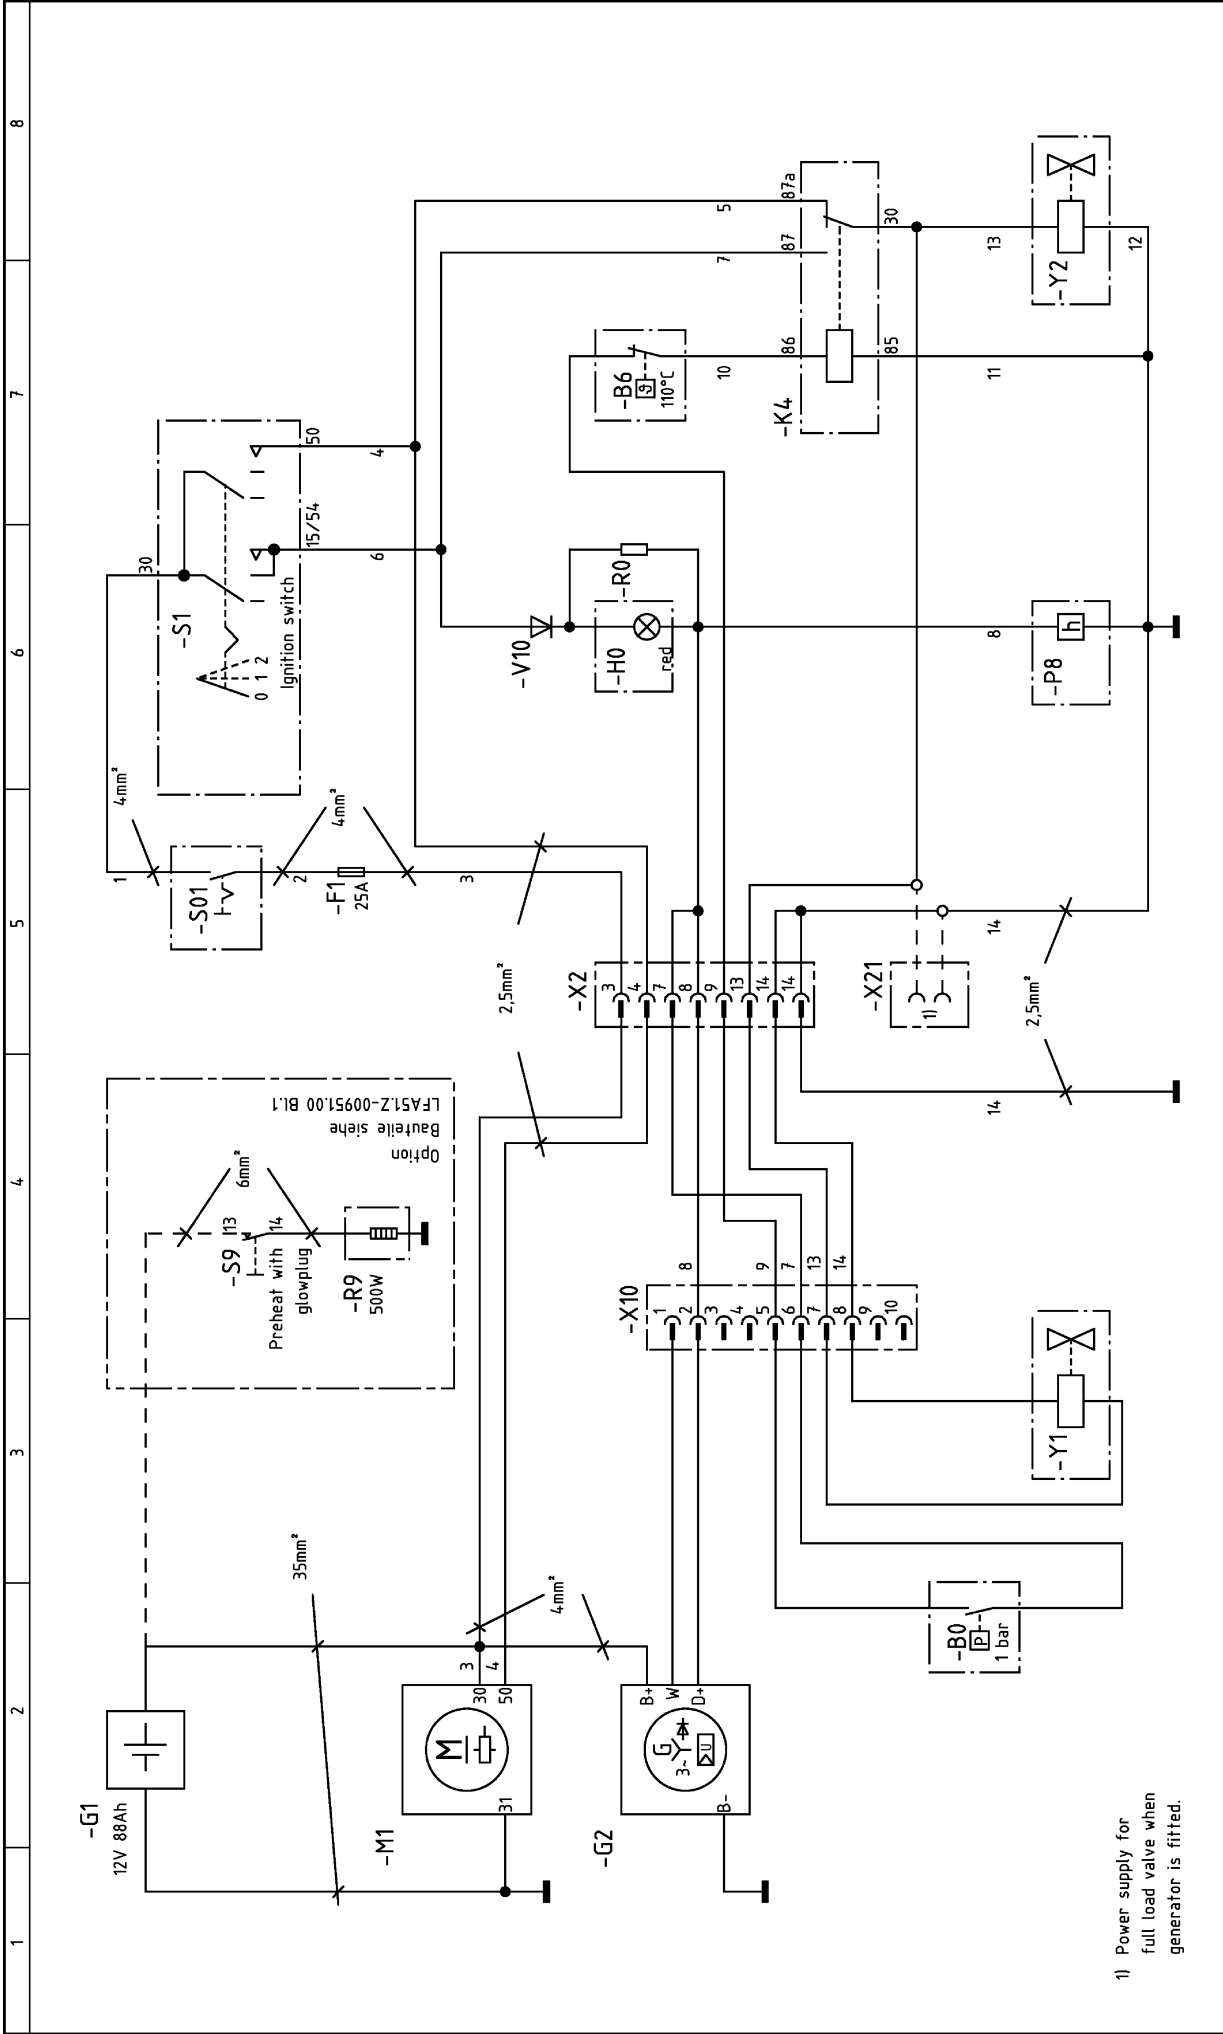 1
2
3
4
5
6
7
8
-G1
12V 88Ah
35mm²
-M1
M
30
50
31
3
4
4mm²
-G2
G
3~
U
B+
W
D+
B-
Option
Bauteile siehe
LFA51.Z-00951.00 Bl.1
6mm²
-S9
13
14
Preheat with
glowplug
-R9
500W
-X10
1
2
3
4
5
6
7
8
9
10
8
9
7
13
14
-B0
P
1 bar
-Y1
1
4mm²
-S01
2
4mm²
-F1
25A
3
2,5mm²
-X2
3
4
7
8
9
13
14
14
-X21
1)
14
14
2,5mm²
-S1
30
0
1
2
Ignition switch
15/54
50
6
4
-V10
-H0
red
-R0
8
-P8
h
-B6
ϑ
110°C
10
7
5
-K4
86
87
87a
85
30
11
13
-Y2
12
1) Power supply for
full load valve when
generator is fitted.